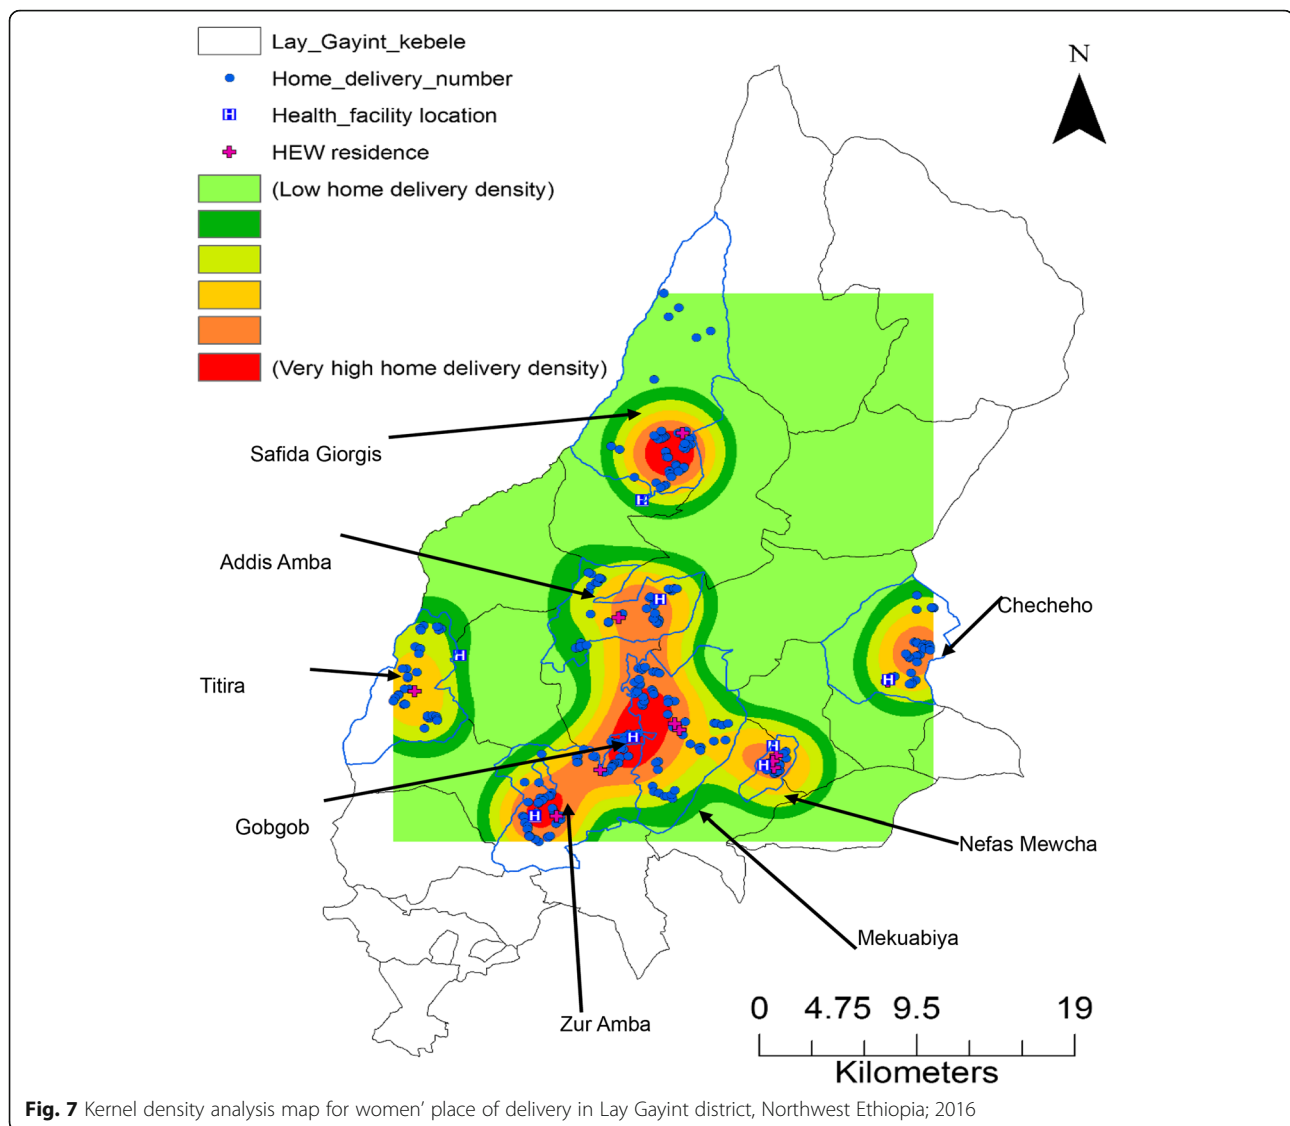 Lay_Gayint_kebele
Home_delivery_number
H Health_facility location
HEW residence
(Low home delivery density)
(Very high home delivery density)
N
Safida Giorgis
H
Addis Amba
H
Checheho
H
Titira
H
H
H
H
Gobgob
H
Nefas Mewcha
Mekuabiya
Zur Amba
0 4.75 9.5 19
Kilometers
Fig. 7 Kernel density analysis map for women' place of delivery in Lay Gayint district, Northwest Ethiopia; 2016